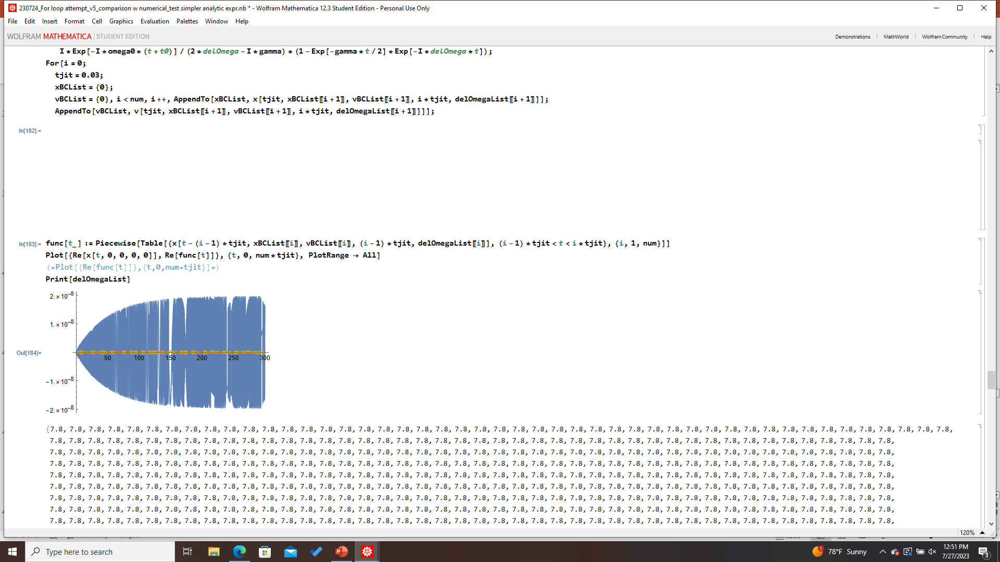 230724_For loop attempt_v5_comparison w numerical_test simpler analytic expr.nb * - Wolfram Mathematica 12.3 Student Edition - Personal Use Only
File Edit Insert Format Cell Graphics Evaluation Palettes Window Help
WOLFRAM MATHEMATICA STUDENT EDITION Demonstrations MathWorld Wolfram Community Help
I * Exp[-I * omega0 * (t + t0)] / (2 * delOmega - I * gamma) * (1 - Exp[-gamma * t / 2] * Exp[-I * delOmega * t]);
For[i = 0;
tjit = 0.03;
xBCList = {0};
vBCList = {0}, i < num, i ++, AppendTo[xBCList, x[tjit, xBCList〚i + 1〛, vBCList〚i + 1〛, i * tjit, delOmegaList〚i + 1〛]];
AppendTo[vBCList, v[tjit, xBCList〚i + 1〛, vBCList〚i + 1〛, i * tjit, delOmegaList〚i + 1〛]]];
In[182]:=
In[183]:= func[t_] := Piecewise[Table[{x[t - (i - 1) * tjit, xBCList〚i〛, vBCList〚i〛, (i - 1) * tjit, delOmegaList〚i〛], (i - 1) * tjit < t < i * tjit}, {i, 1, num}]]
Plot[{Re[x[t, 0, 0, 0, 0]], Re[func[t]]}, {t, 0, num * tjit}, PlotRange → All]
(*Plot[{Re[func[t]]},{t,0,num*tjit}]*)
Print[delOmegaList]
2.×10⁻⁸
1.×10⁻⁸
Out[184]=
50 100 150 200 250 300
-1.×10⁻⁸
-2.×10⁻⁸
{7.8, 7.8, 7.8, 7.8, 7.8, 7.8, 7.8, 7.8, 7.8, 7.8, 7.8, 7.8, 7.8, 7.8, 7.8, 7.8, 7.8, 7.8, 7.8, 7.8, 7.8, 7.8, 7.8, 7.8, 7.8, 7.8, 7.8, 7.8, 7.8, 7.8, 7.8, 7.8, 7.8, 7.8, 7.8, 7.8, 7.8, 7.8, 7.8, 7.8, 7.8, 7.8, 7.8, 7.8, 7.8, 7.8, 7.8,
7.8, 7.8, 7.8, 7.8, 7.8, 7.8, 7.8, 7.8, 7.8, 7.8, 7.8, 7.8, 7.8, 7.8, 7.8, 7.8, 7.8, 7.8, 7.8, 7.8, 7.8, 7.8, 7.8, 7.8, 7.8, 7.8, 7.8, 7.8, 7.8, 7.8, 7.8, 7.8, 7.8, 7.8, 7.8, 7.8, 7.8, 7.8, 7.8, 7.8, 7.8, 7.8, 7.8, 7.8,
7.8, 7.8, 7.8, 7.8, 7.8, 7.8, 7.8, 7.8, 7.8, 7.8, 7.8, 7.8, 7.8, 7.8, 7.8, 7.8, 7.8, 7.8, 7.8, 7.8, 7.8, 7.8, 7.8, 7.8, 7.8, 7.8, 7.8, 7.8, 7.8, 7.8, 7.8, 7.8, 7.8, 7.8, 7.8, 7.8, 7.8, 7.8, 7.8, 7.8, 7.8, 7.8, 7.8, 7.8,
7.8, 7.8, 7.8, 7.8, 7.8, 7.8, 7.8, 7.8, 7.8, 7.8, 7.8, 7.8, 7.8, 7.8, 7.8, 7.8, 7.8, 7.8, 7.8, 7.8, 7.8, 7.8, 7.8, 7.8, 7.8, 7.8, 7.8, 7.8, 7.8, 7.8, 7.8, 7.8, 7.8, 7.8, 7.8, 7.8, 7.8, 7.8, 7.8, 7.8, 7.8, 7.8, 7.8, 7.8,
7.8, 7.8, 7.8, 7.8, 7.8, 7.8, 7.8, 7.8, 7.8, 7.8, 7.8, 7.8, 7.8, 7.8, 7.8, 7.8, 7.8, 7.8, 7.8, 7.8, 7.8, 7.8, 7.8, 7.8, 7.8, 7.8, 7.8, 7.8, 7.8, 7.8, 7.8, 7.8, 7.8, 7.8, 7.8, 7.8, 7.8, 7.8, 7.8, 7.8, 7.8, 7.8, 7.8, 7.8,
7.8, 7.8, 7.8, 7.8, 7.8, 7.8, 7.8, 7.8, 7.8, 7.8, 7.8, 7.8, 7.8, 7.8, 7.8, 7.8, 7.8, 7.8, 7.8, 7.8, 7.8, 7.8, 7.8, 7.8, 7.8, 7.8, 7.8, 7.8, 7.8, 7.8, 7.8, 7.8, 7.8, 7.8, 7.8, 7.8, 7.8, 7.8, 7.8, 7.8, 7.8, 7.8, 7.8, 7.8,
7.8, 7.8, 7.8, 7.8, 7.8, 7.8, 7.8, 7.8, 7.8, 7.8, 7.8, 7.8, 7.8, 7.8, 7.8, 7.8, 7.8, 7.8, 7.8, 7.8, 7.8, 7.8, 7.8, 7.8, 7.8, 7.8, 7.8, 7.8, 7.8, 7.8, 7.8, 7.8, 7.8, 7.8, 7.8, 7.8, 7.8, 7.8, 7.8, 7.8, 7.8, 7.8, 7.8, 7.8,
7.8, 7.8, 7.8, 7.8, 7.8, 7.8, 7.8, 7.8, 7.8, 7.8, 7.8, 7.8, 7.8, 7.8, 7.8, 7.8, 7.8, 7.8, 7.8, 7.8, 7.8, 7.8, 7.8, 7.8, 7.8, 7.8, 7.8, 7.8, 7.8, 7.8, 7.8, 7.8, 7.8, 7.8, 7.8, 7.8, 7.8, 7.8, 7.8, 7.8, 7.8, 7.8, 7.8, 7.8,
7.8, 7.8, 7.8, 7.8, 7.8, 7.8, 7.8, 7.8, 7.8, 7.8, 7.8, 7.8, 7.8, 7.8, 7.8, 7.8, 7.8, 7.8, 7.8, 7.8, 7.8, 7.8, 7.8, 7.8, 7.8, 7.8, 7.8, 7.8, 7.8, 7.8, 7.8, 7.8, 7.8, 7.8, 7.8, 7.8, 7.8, 7.8, 7.8, 7.8, 7.8, 7.8, 7.8, 7.8,
120%
Type here to search
1 78°F Sunny
12:51 PM
7/27/2023
3